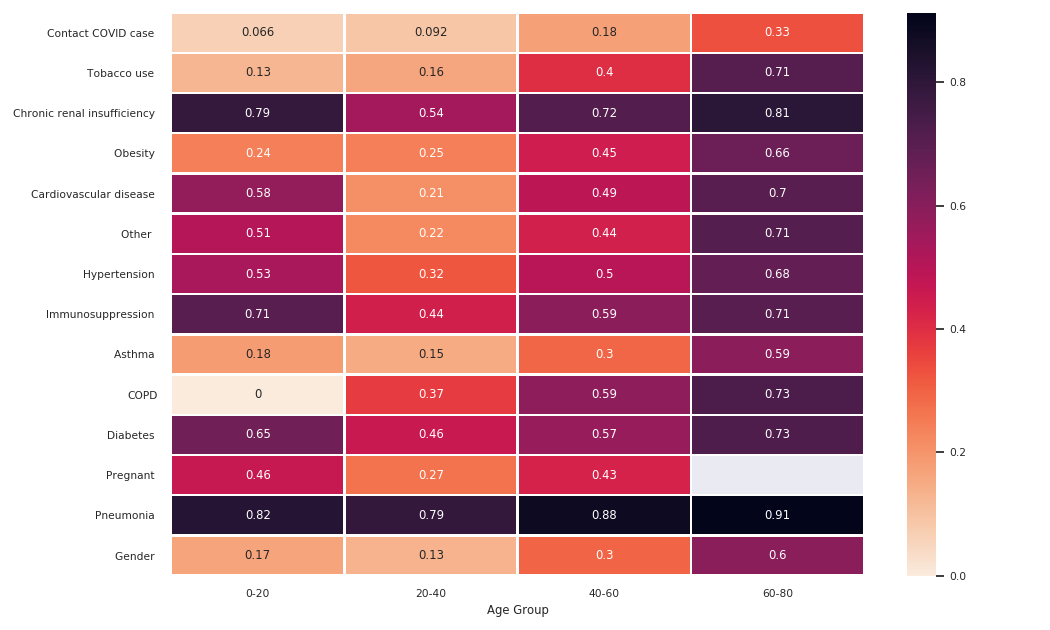 Contact COVID case 0.066 0.092 0.18 0.33
Tobacco use 0.13 0.16 0.4 0.71
Chronic renal insufficiency 0.79 0.54 0.72 0.81
Obesity 0.24 0.25 0.45 0.66
Cardiovascular disease 0.58 0.21 0.49 0.7
Other 0.51 0.22 0.44 0.71
Hypertension 0.53 0.32 0.5 0.68
Immunosuppression 0.71 0.44 0.59 0.71
Asthma 0.18 0.15 0.3 0.59
COPD 0 0.37 0.59 0.73
Diabetes 0.65 0.46 0.57 0.73
Pregnant 0.46 0.27 0.43
Pneumonia 0.82 0.79 0.88 0.91
Gender 0.17 0.13 0.3 0.6
0-20 20-40 40-60 60-80
Age Group
0.8
0.6
0.4
0.2
0.0